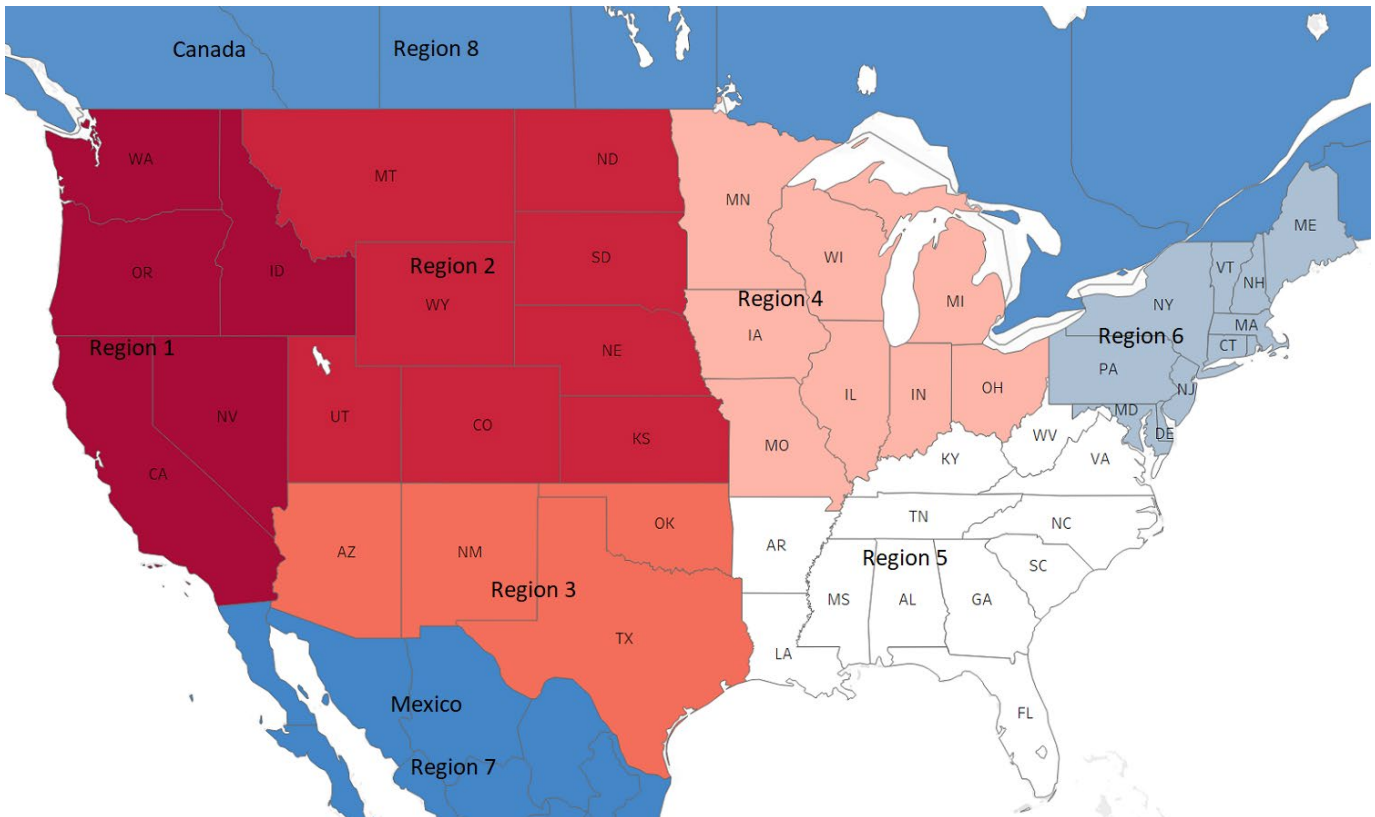 Canada
Region 8
WA
MT
ND
MN
ME
OR
ID
Region 2
SD
WI
VT
NH
WY
Region 4
MI
NY
MA
Region 1
IA
Region 6
CT
NE
PA
NV
UT
CO
KS
IL
IN
OH
NJ
MD
DE
CA
MO
WV
KY
VA
AZ
NM
OK
AR
TN
NC
Region 3
Region 5
SC
MS
AL
GA
TX
LA
Mexico
FL
Region 7